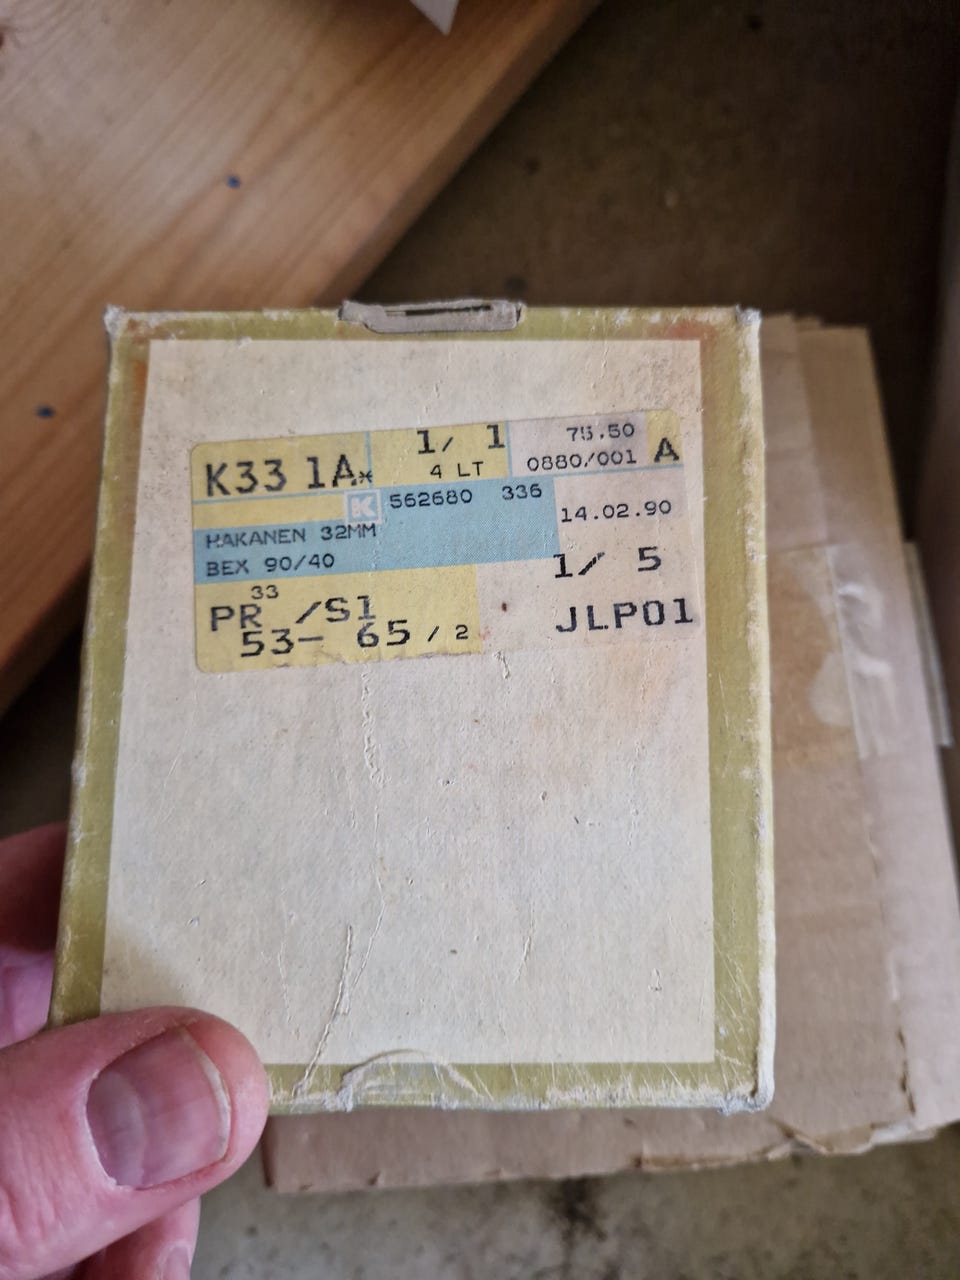 K33 1A*
1/ 1
4 LT
75.50
0880/001 A
K 562680 336
HAKANEN 32MM
BEX 90/40
14.02.90
1/ 5
33
PR /S1
53- 65 / 2
JLP01